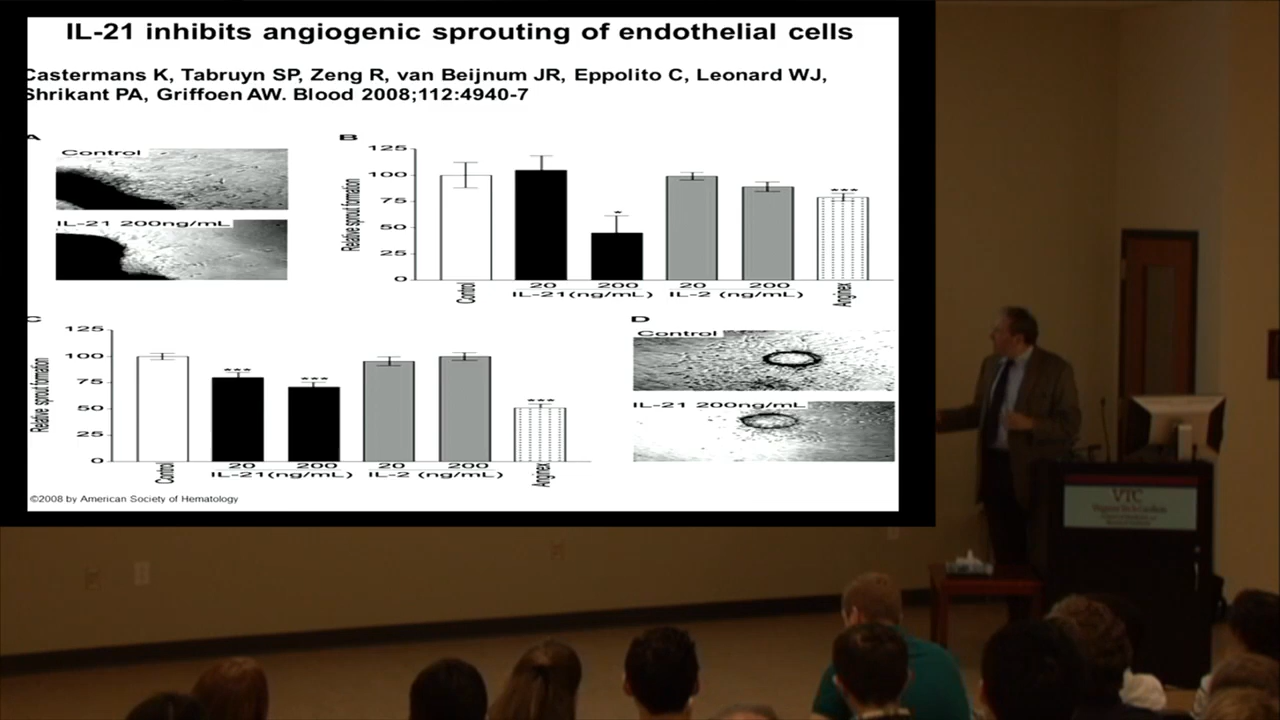 IL-21 inhibits angiogenic sprouting of endothelial cells
Castermans K, Tabruyn SP, Zeng R, van Beijnum JR, Eppolito C, Leonard WJ,
Shrikant PA, Griffoen AW. Blood 2008;112:4940-7
A
Control
IL-21 200ng/mL
B
Relative sprout formation
125
100
75
50
25
0
***
*
Control
20 200
IL-21(ng/mL)
20 200
IL-2 (ng/mL)
Anginex
C
Relative sprout formation
125
100
75
50
25
0
*** *** ***
Control
20 200
IL-21(ng/mL)
20 200
IL-2 (ng/mL)
Anginex
D
Control
IL-21 200ng/mL
©2008 by American Society of Hematology
VTC